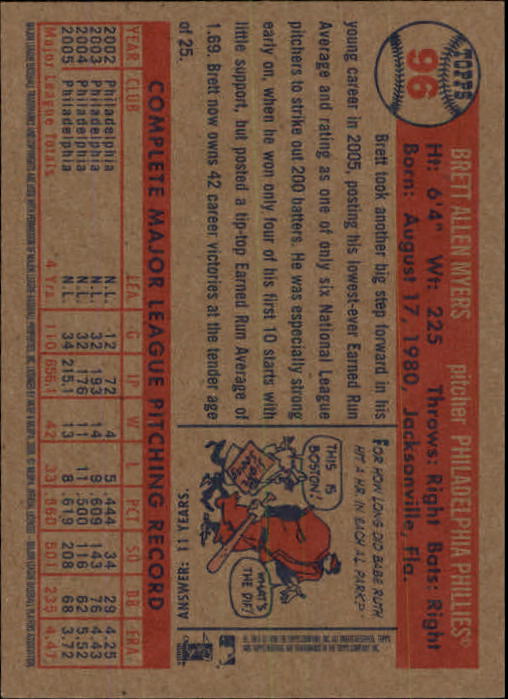 TOPPS
96
BRETT ALLEN MYERS pitcher PHILADELPHIA PHILLIES®
Ht: 6'4" Wt: 225 Throws: Right Bats: Right
Born: August 17, 1980, Jacksonville, Fla.
Brett took another big step forward in his
young career in 2005, posting his lowest-ever Earned Run
Average and rating as one of only six National League
pitchers to strike out 200 batters. He was especially strong
early on, when he won only four of his first 10 starts with
little support, but posted a tip-top Earned Run Average of
1.69. Brett now owns 42 career victories at the tender age
of 25.
FOR HOW LONG DID BABE RUTH
HIT A H.R. IN EACH A.L. PARK?
THIS IS
BOSTON?
WHAT'S
THE DIF!
ANSWER: 11 YEARS.
COMPLETE MAJOR LEAGUE PITCHING RECORD
YEAR CLUB LEA. G IP W L PCT SO BB ERA
2002 Philadelphia N.L. 12 72 4 5 .444 34 29 4.25
2003 Philadelphia N.L. 32 193 14 9 .609 143 76 4.43
2004 Philadelphia N.L. 32 176 11 11 .500 116 62 5.52
2005 Philadelphia N.L. 34 215.1 13 8 .619 208 68 3.72
Major League Totals 4 Yrs. 110 656.1 42 33 .560 501 235 4.47